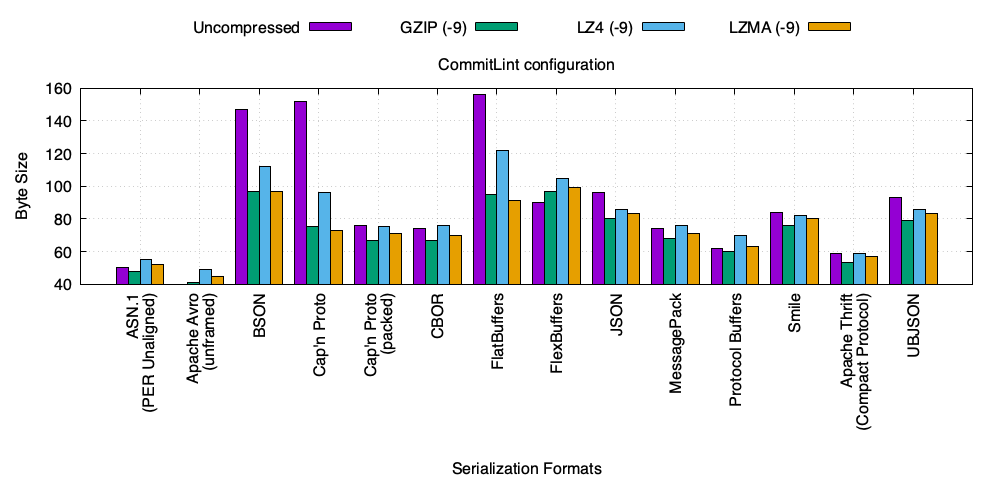 Uncompressed GZIP (-9) LZ4 (-9) LZMA (-9)
CommitLint configuration
Byte Size
160
140
120
100
80
60
40
ASN.1
(PER Unaligned)
Apache Avro
(unframed)
BSON
Cap'n Proto
Cap'n Proto
(packed)
CBOR
FlatBuffers
FlexBuffers
JSON
MessagePack
Protocol Buffers
Smile
Apache Thrift
(Compact Protocol)
UBJSON
Serialization Formats